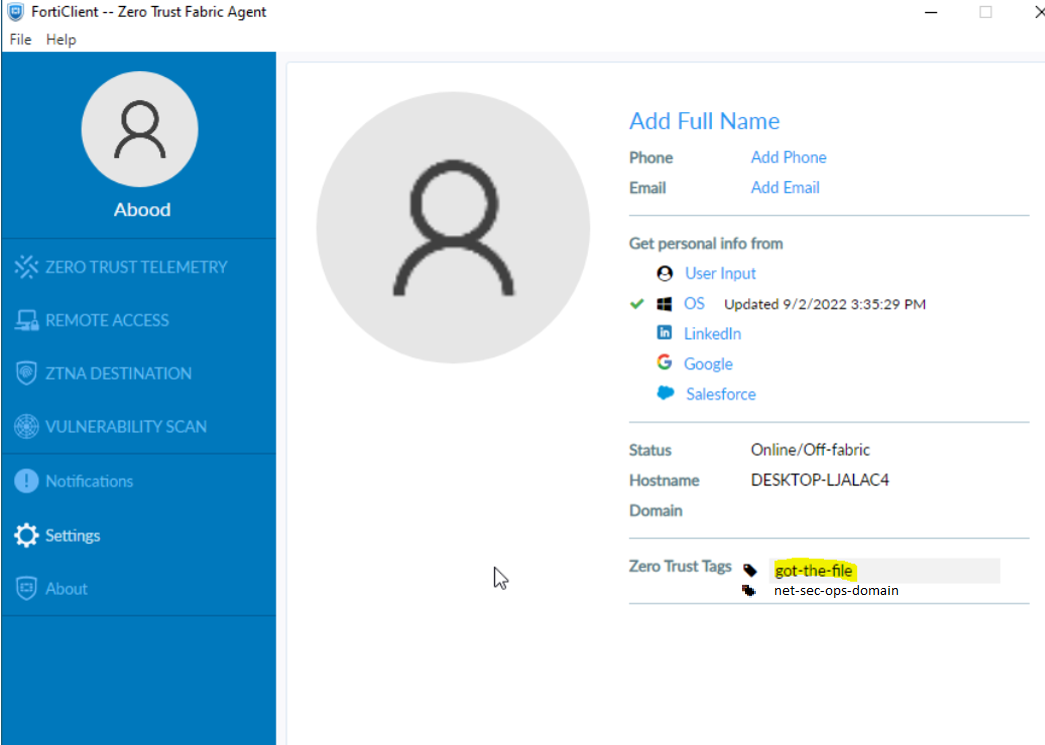 FortiClient -- Zero Trust Fabric Agent
File Help
Abood
ZERO TRUST TELEMETRY
REMOTE ACCESS
ZTNA DESTINATION
VULNERABILITY SCAN
Notifications
Settings
About
Add Full Name
Phone Add Phone
Email Add Email
Get personal info from
User Input
OS Updated 9/2/2022 3:35:29 PM
LinkedIn
Google
Salesforce
Status Online/Off-fabric
Hostname DESKTOP-LJALAC4
Domain
Zero Trust Tags got-the-file
net-sec-ops-domain